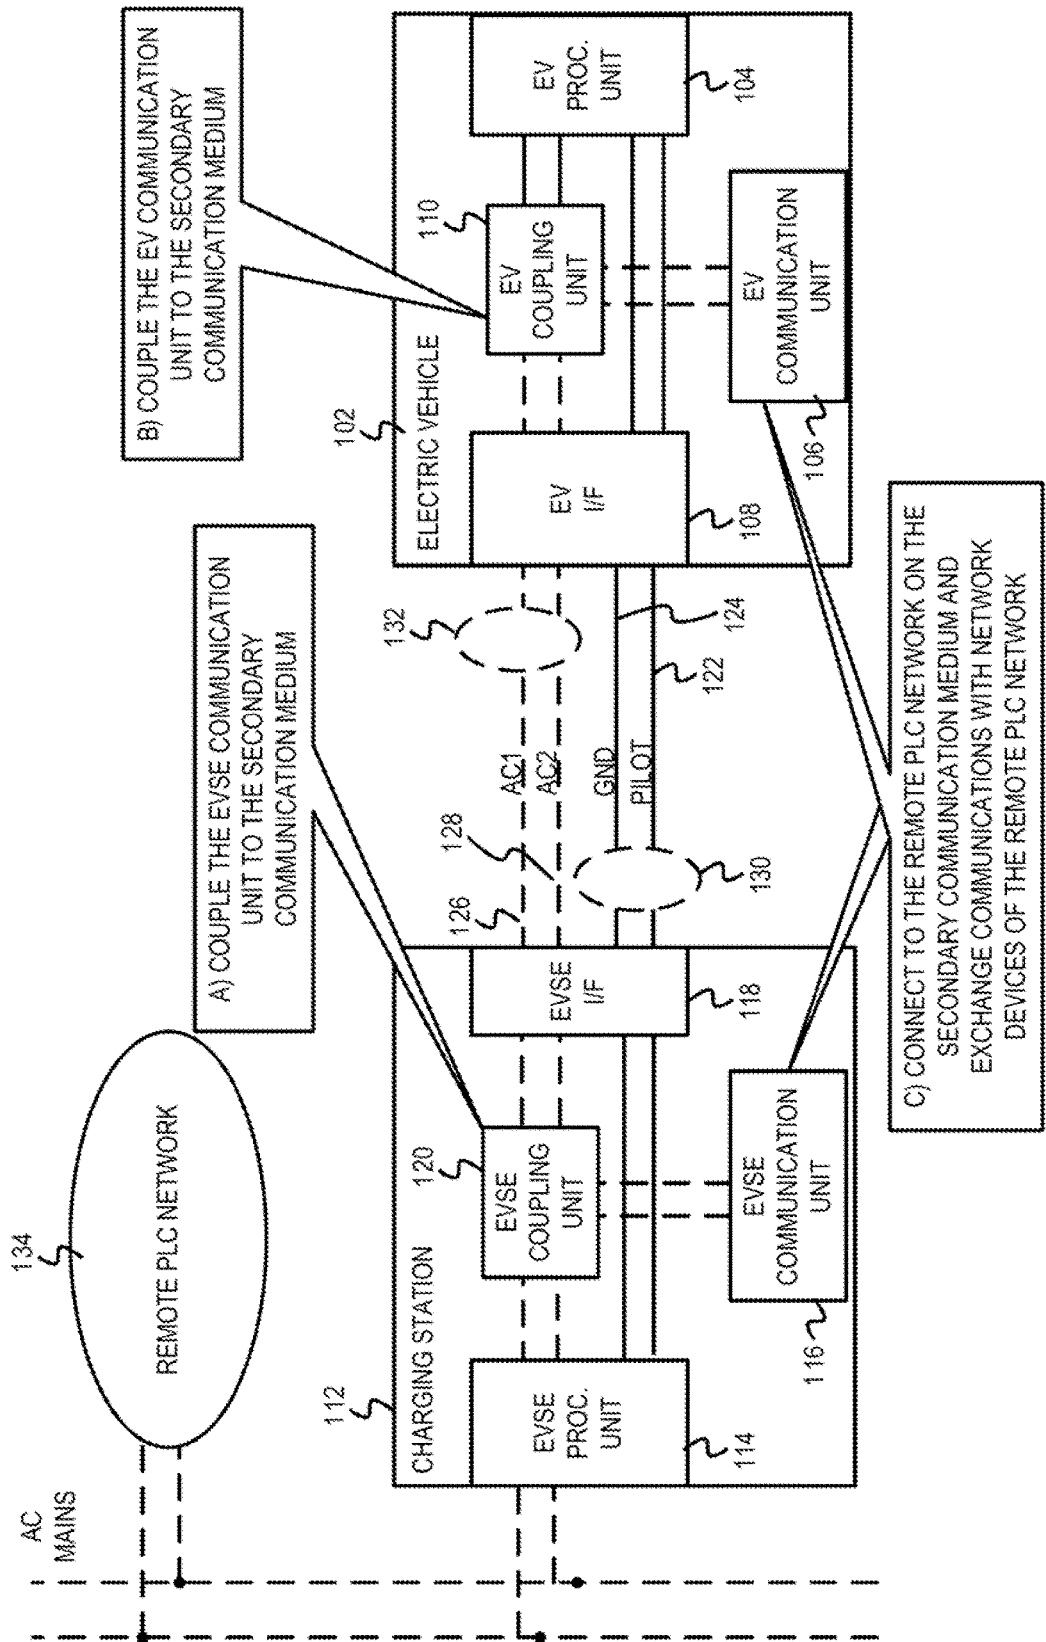 B) COUPLE THE EV COMMUNICATION
UNIT TO THE SECONDARY
COMMUNICATION MEDIUM
A) COUPLE THE EVSE COMMUNICATION
UNIT TO THE SECONDARY
COMMUNICATION MEDIUM
134
REMOTE PLC NETWORK
AC
MAINS
112
CHARGING STATION
EVSE
PROC.
UNIT
114
120
EVSE
COUPLING
UNIT
EVSE
I/F
118
EVSE
COMMUNICATION
UNIT
116
126
128
AC1
AC2
GND
PILOT
132
130
124
122
102
ELECTRIC VEHICLE
EV
I/F
108
110
EV
COUPLING
UNIT
EV
PROC.
UNIT
104
EV
COMMUNICATION
UNIT
106
C) CONNECT TO THE REMOTE PLC NETWORK ON THE
SECONDARY COMMUNICATION MEDIUM AND
EXCHANGE COMMUNICATIONS WITH NETWORK
DEVICES OF THE REMOTE PLC NETWORK